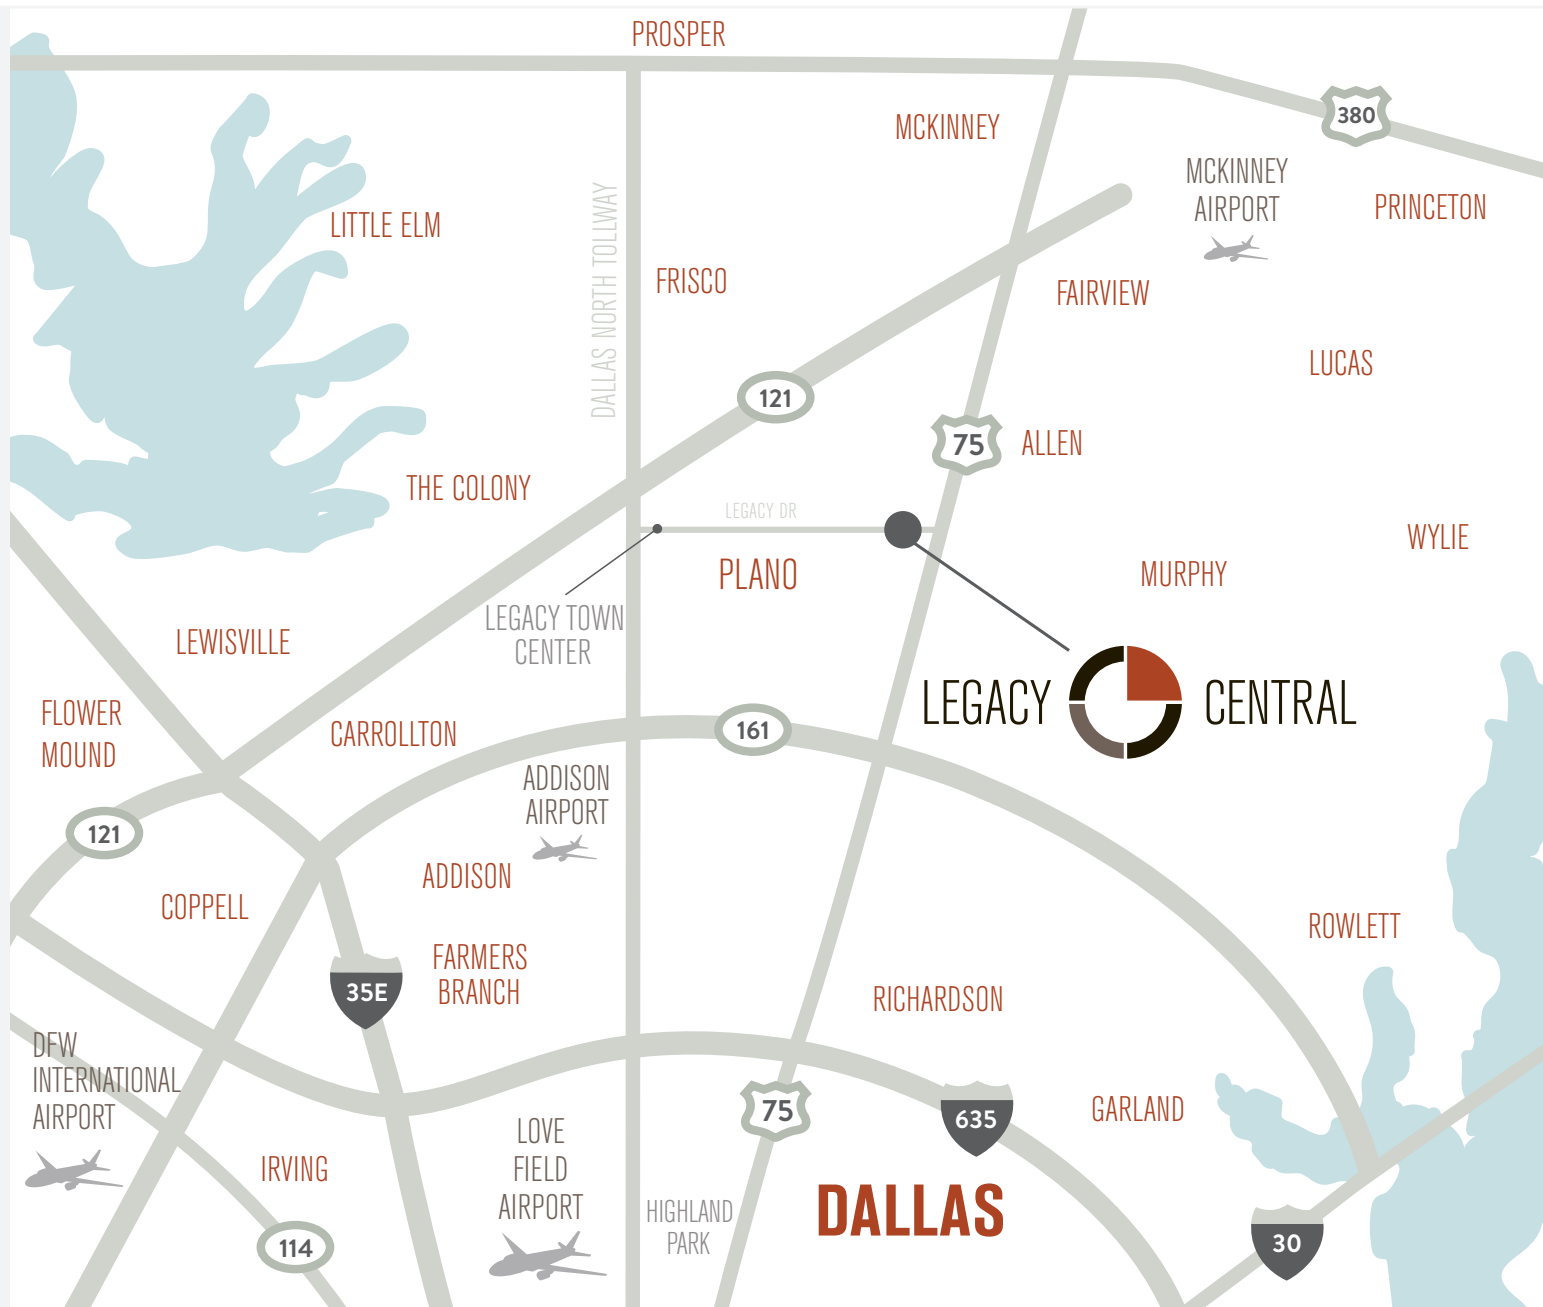 PROSPER
MCKINNEY
380
MCKINNEY
AIRPORT
PRINCETON
LITTLE ELM
DALLAS NORTH TOLLWAY
FRISCO
FAIRVIEW
LUCAS
121
75
ALLEN
THE COLONY
LEGACY DR
WYLIE
PLANO
MURPHY
LEGACY TOWN
CENTER
LEWISVILLE
LEGACY CENTRAL
FLOWER
MOUND
CARROLLTON
161
ADDISON
AIRPORT
121
ADDISON
COPPELL
ROWLETT
FARMERS
BRANCH
35E
RICHARDSON
DFW
INTERNATIONAL
AIRPORT
75
635
GARLAND
LOVE
FIELD
AIRPORT
IRVING
HIGHLAND
PARK
DALLAS
114
30